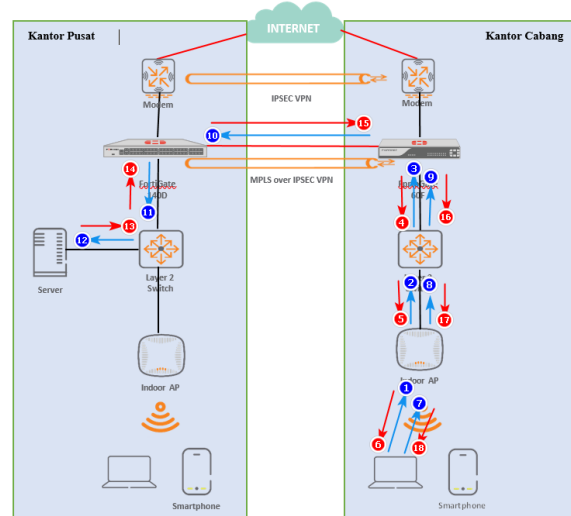 INTERNET
Kantor Pusat
Kantor Cabang
Modem
Modem
IPSEC VPN
15
10
14
3
9
FortiGate
140D
MPLS over IPSEC VPN
60F
11
4
16
13
12
Server
Layer 2
Switch
2
8
5
17
Indoor AP
Indoor AP
1
7
6
18
Smartphone
Smartphone